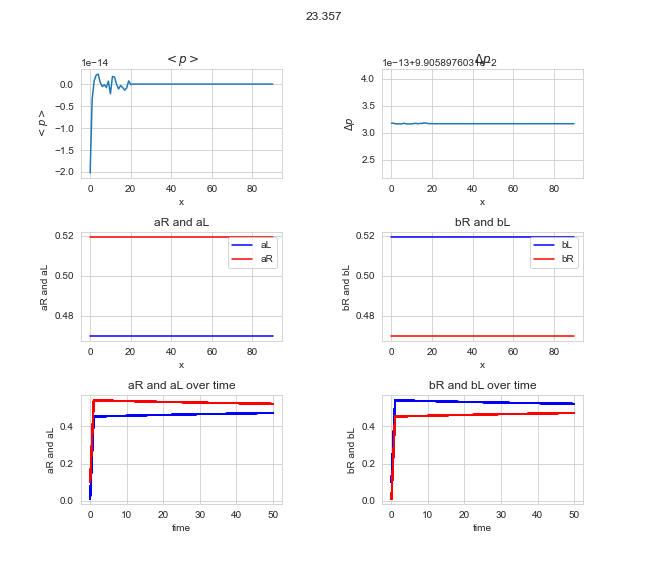 23.357
1e−14
< p >
< p >
0.0
−0.5
−1.0
−1.5
−2.0
0 20 40 60 80
x
Δp
Δp
4.0
3.5
3.0
2.5
0 20 40 60 80
x
aR and aL
aR and aL
0.52
0.50
0.48
aL
aR
0 20 40 60 80
x
bR and bL
bR and bL
0.52
0.50
0.48
bL
bR
0 20 40 60 80
x
aR and aL over time
aR and aL
0.4
0.2
0.0
0 10 20 30 40 50
time
bR and bL over time
bR and bL
0.4
0.2
0.0
0 10 20 30 40 50
time